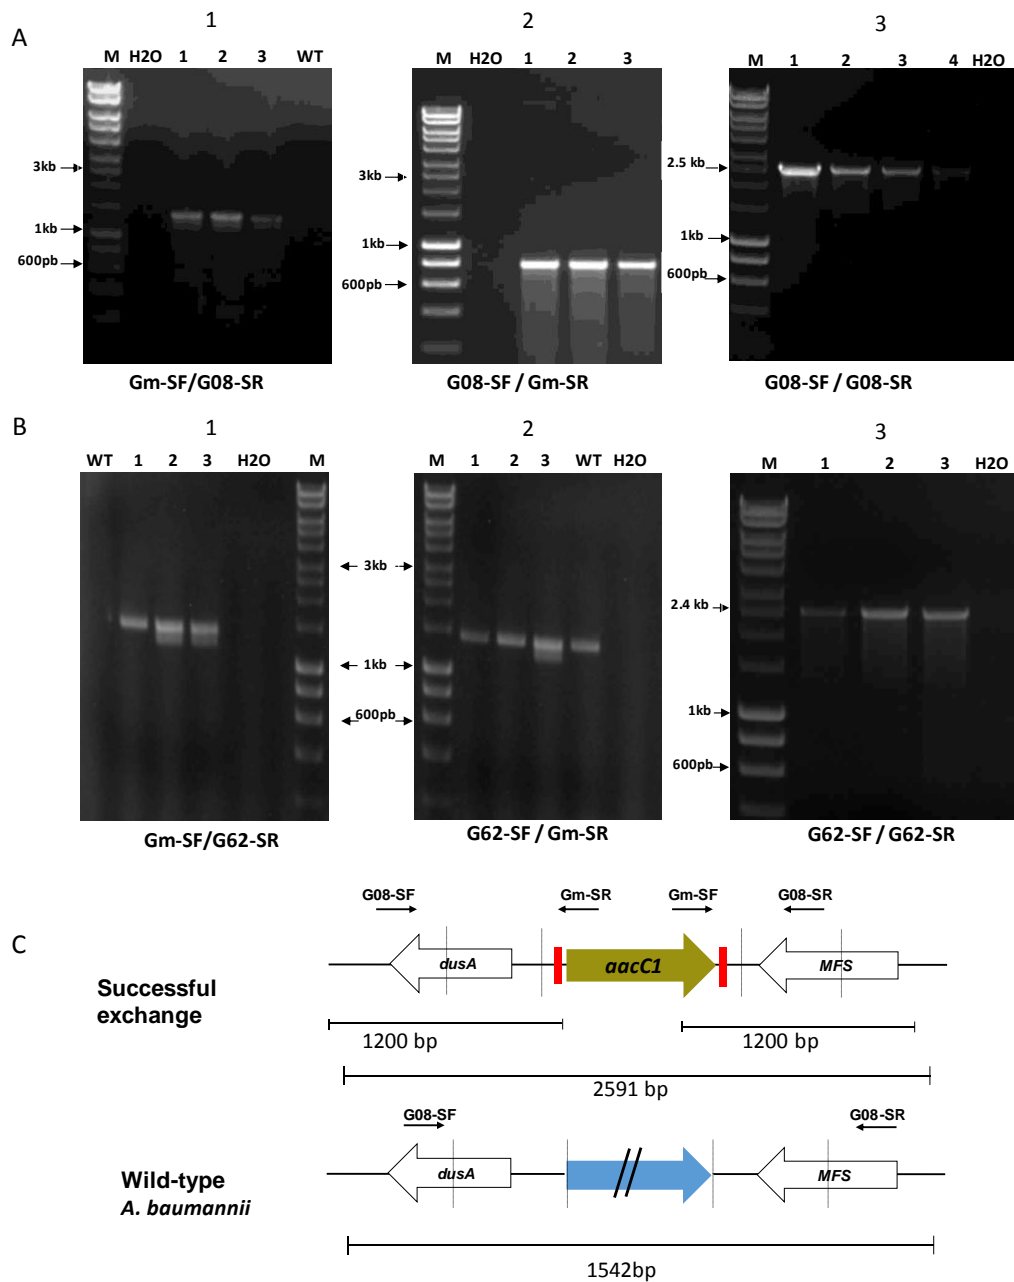 A
1
2
3
M H2O 1 2 3 WT
M H2O 1 2 3
M 1 2 3 4 H2O
3kb
1kb
600pb
3kb
1kb
600pb
2.5 kb
1kb
600pb
Gm-SF/G08-SR
G08-SF / Gm-SR
G08-SF / G08-SR
B
1
2
3
WT 1 2 3 H2O M
M 1 2 3 WT H2O
M 1 2 3 H2O
3kb
1kb
600pb
2.4 kb
1kb
600pb
Gm-SF/G62-SR
G62-SF / Gm-SR
G62-SF / G62-SR
C
G08-SF
Gm-SR
Gm-SF
G08-SR
Successful
exchange
dusA
aacC1
MFS
1200 bp
1200 bp
2591 bp
G08-SF
G08-SR
Wild-type
A. baumannii
dusA
MFS
1542bp